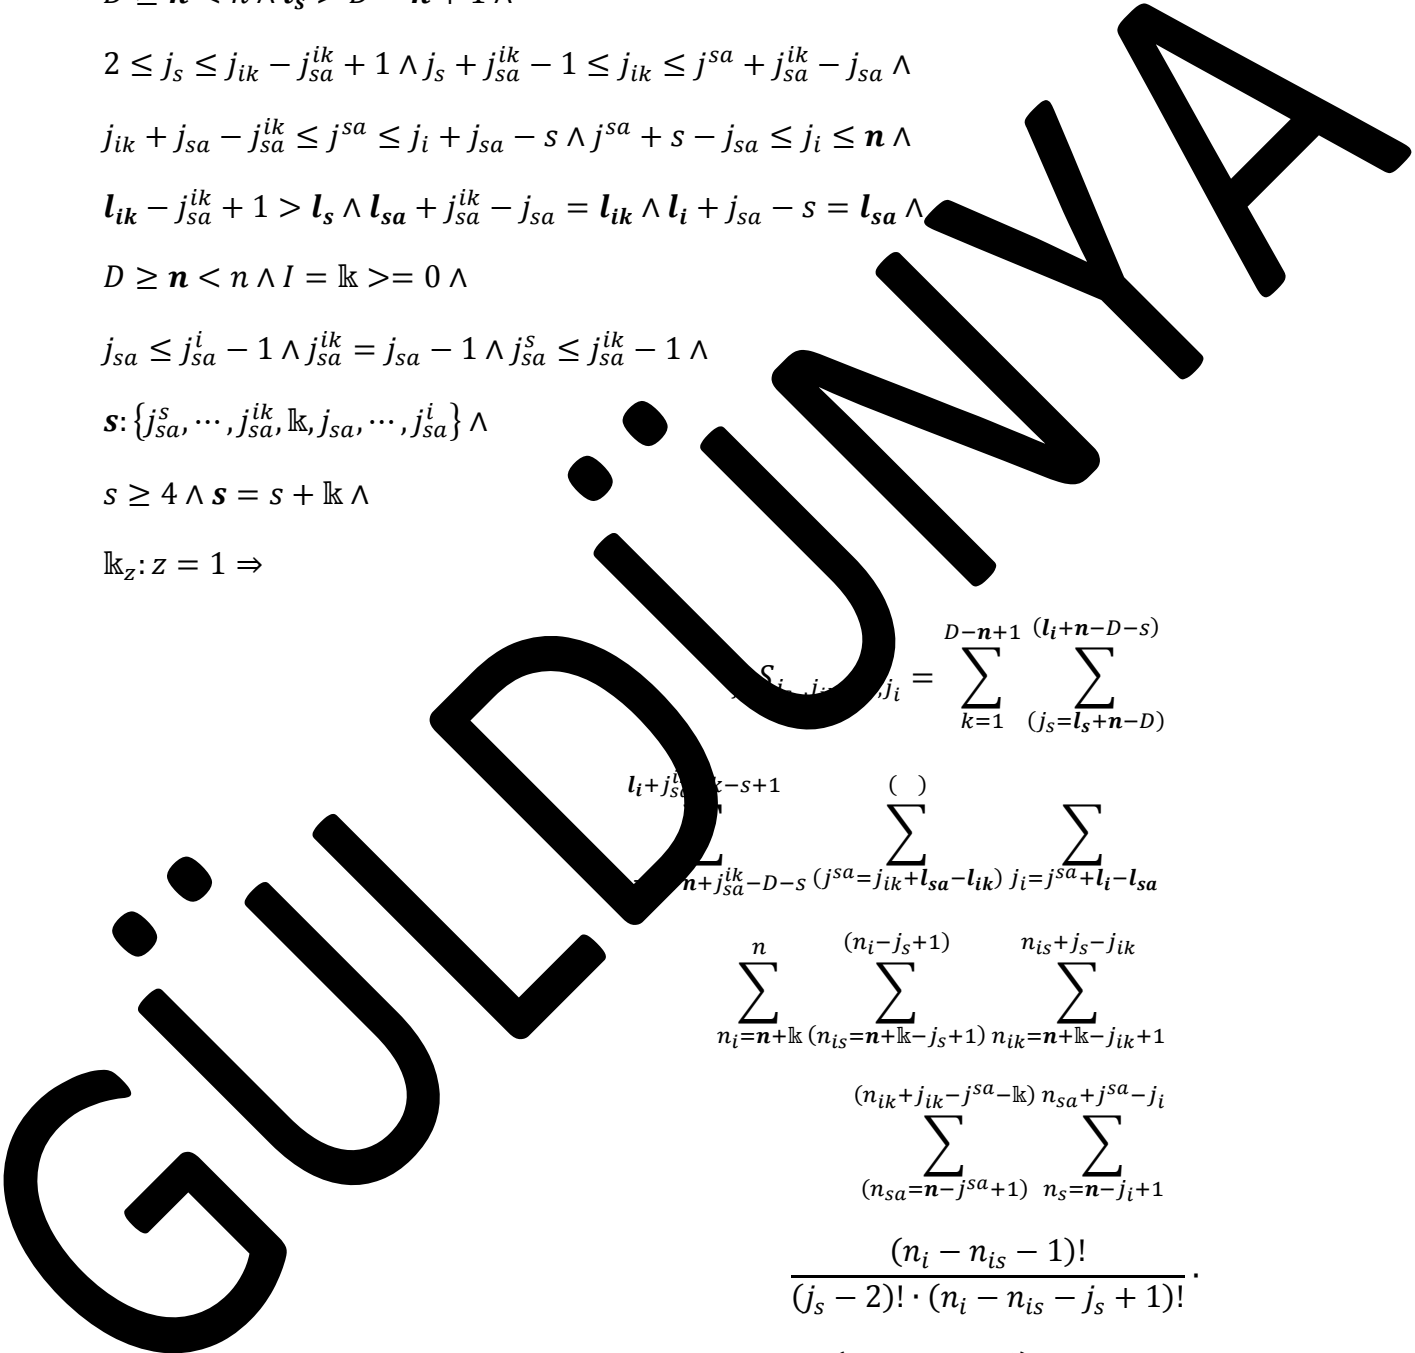 2 ≤ j_s ≤ j_{ik} − j_{sa}^{ik} + 1 ∧ j_s + j_{sa}^{ik} − 1 ≤ j_{ik} ≤ j^{sa} + j_{sa}^{ik} − j_{sa} ∧
j_{ik} + j_{sa} − j_{sa}^{ik} ≤ j^{sa} ≤ j_i + j_{sa} − s ∧ j^{sa} + s − j_{sa} ≤ j_i ≤ n ∧
l_{ik} − j_{sa}^{ik} + 1 > l_s ∧ l_{sa} + j_{sa}^{ik} − j_{sa} = l_{ik} ∧ l_i + j_{sa} − s = l_{sa} ∧
D ≥ n < n ∧ I = 𝕜 >= 0 ∧
j_{sa} ≤ j_{sa}^{i} − 1 ∧ j_{sa}^{ik} = j_{sa} − 1 ∧ j_{sa}^{s} ≤ j_{sa}^{ik} − 1 ∧
s: {j_{sa}^{s}, ⋯ , j_{sa}^{ik}, 𝕜, j_{sa}, ⋯ , j_{sa}^{i}} ∧
s ≥ 4 ∧ s = s + 𝕜 ∧
𝕜_z: z = 1 ⇒
,j_i = ∑_{k=1}^{D−n+1} ∑_{(j_s=l_s+n−D)}^{(l_i+n−D−s)}
∑_{n+j_{sa}^{ik}−D−s} ∑_{(j^{sa}=j_{ik}+l_{sa}−l_{ik})}^{( )} ∑_{j_i=j^{sa}+l_i−l_{sa}}
∑_{n_i=n+𝕜}^{n} ∑_{(n_{is}=n+𝕜−j_s+1)}^{(n_i−j_s+1)} ∑_{n_{ik}=n+𝕜−j_{ik}+1}^{n_{is}+j_s−j_{ik}}
∑_{(n_{sa}=n−j^{sa}+1)}^{(n_{ik}+j_{ik}−j^{sa}−𝕜)} ∑_{n_s=n−j_i+1}^{n_{sa}+j^{sa}−j_i}
(n_i − n_{is} − 1)!
/ (j_s − 2)! · (n_i − n_{is} − j_s + 1)! ·
GÜLDÜNYA